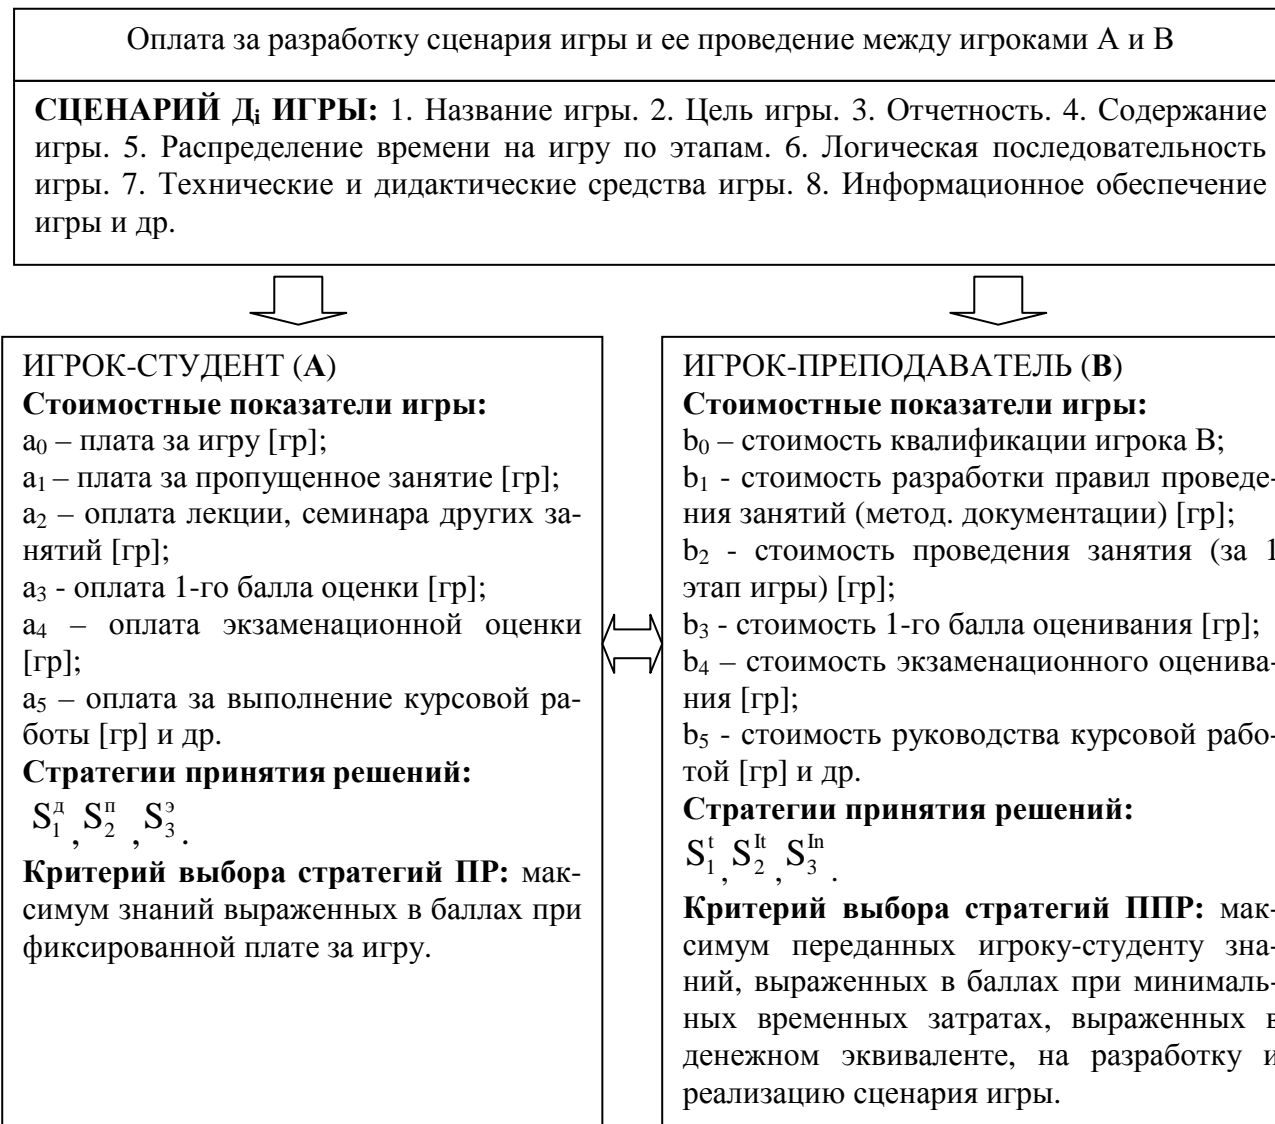 Оплата за разработку сценария игры и ее проведение между игроками А и В
СЦЕНАРИЙ Дi ИГРЫ: 1. Название игры. 2. Цель игры. 3. Отчетность. 4. Содержание
игры. 5. Распределение времени на игру по этапам. 6. Логическая последовательность
игры. 7. Технические и дидактические средства игры. 8. Информационное обеспечение
игры и др.
ИГРОК-СТУДЕНТ (А)
Стоимостные показатели игры:
a0 – плата за игру [гр];
a1 – плата за пропущенное занятие [гр];
a2 – оплата лекции, семинара других за-
нятий [гр];
a3 - оплата 1-го балла оценки [гр];
a4 – оплата экзаменационной оценки
[гр];
a5 – оплата за выполнение курсовой ра-
боты [гр] и др.
Стратегии принятия решений:
S1^д, S2^п, S3^э.
Критерий выбора стратегий ПР: мак-
симум знаний выраженных в баллах при
фиксированной плате за игру.
ИГРОК-ПРЕПОДАВАТЕЛЬ (В)
Стоимостные показатели игры:
b0 – стоимость квалификации игрока В;
b1 - стоимость разработки правил проведе-
ния занятий (метод. документации) [гр];
b2 - стоимость проведения занятия (за 1
этап игры) [гр];
b3 - стоимость 1-го балла оценивания [гр];
b4 – стоимость экзаменационного оценива-
ния [гр];
b5 - стоимость руководства курсовой рабо-
той [гр] и др.
Стратегии принятия решений:
S1^t, S2^It, S3^In.
Критерий выбора стратегий ППР: мак-
симум переданных игроку-студенту зна-
ний, выраженных в баллах при минималь-
ных временных затратах, выраженных в
денежном эквиваленте, на разработку и
реализацию сценария игры.